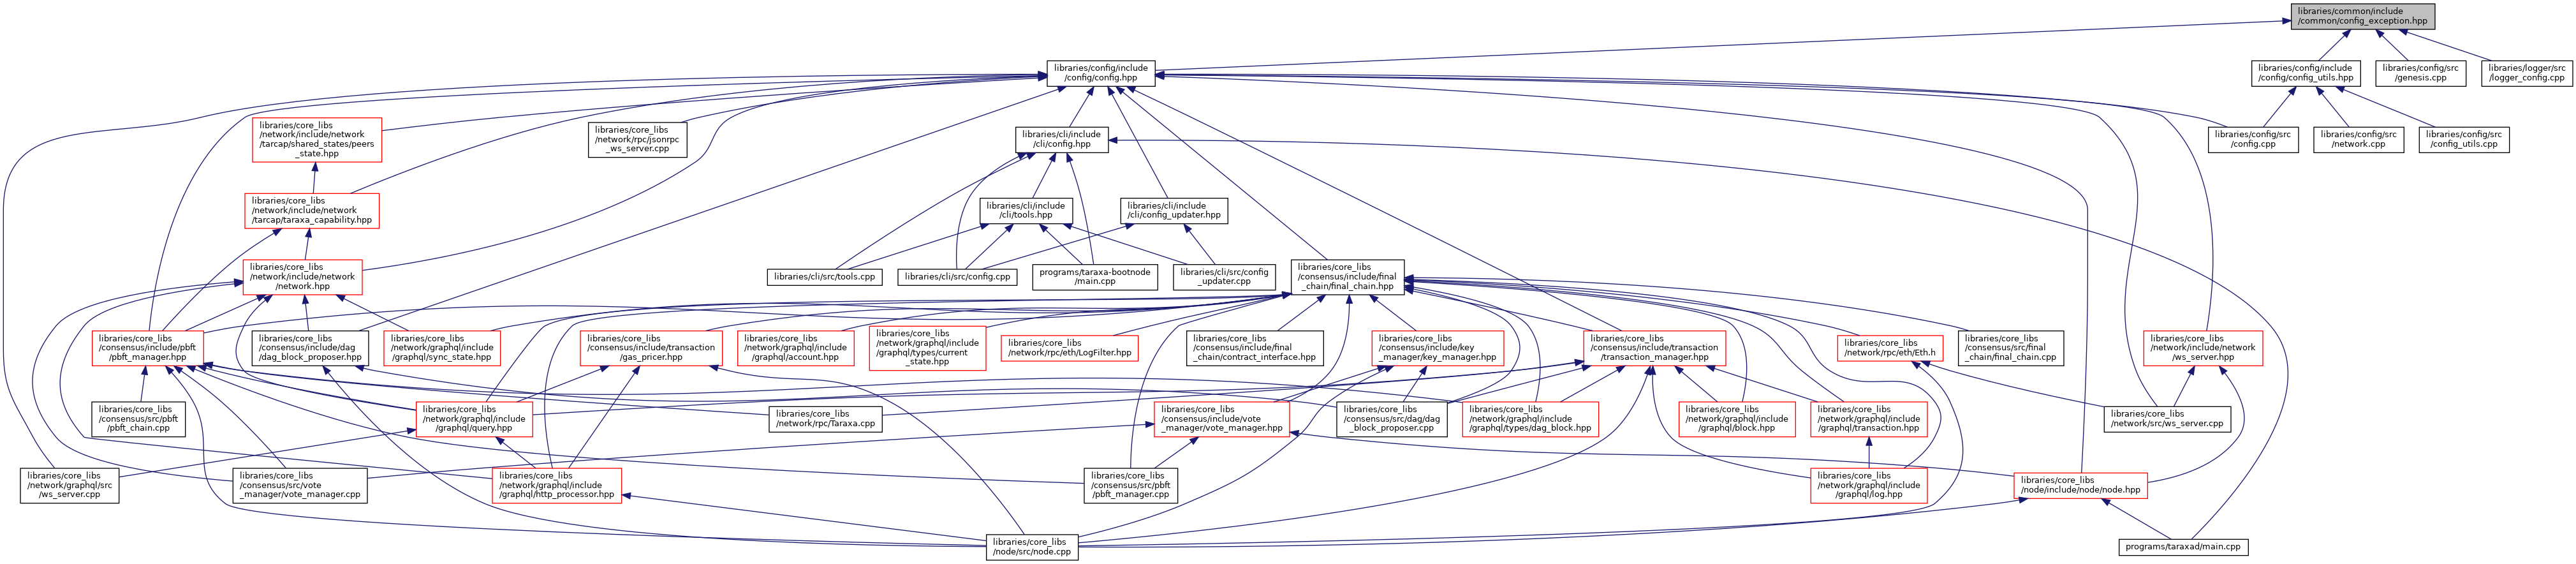 libraries/common/include
/common/config_exception.hpp
libraries/config/include
/config/config.hpp
libraries/config/include
/config/config_utils.hpp
libraries/config/src
/genesis.cpp
libraries/logger/src
/logger_config.cpp
libraries/core_libs
/network/include/network
/tarcap/shared_states/peers
_state.hpp
libraries/core_libs
/network/rpc/jsonrpc
_ws_server.cpp
libraries/cli/include
/cli/config.hpp
libraries/config/src
/config.cpp
libraries/config/src
/network.cpp
libraries/config/src
/config_utils.cpp
libraries/core_libs
/network/include/network
/tarcap/taraxa_capability.hpp
libraries/cli/include
/cli/tools.hpp
libraries/cli/include
/cli/config_updater.hpp
libraries/core_libs
/network/include/network
/network.hpp
libraries/cli/src/tools.cpp
libraries/cli/src/config.cpp
programs/taraxa-bootnode
/main.cpp
libraries/cli/src/config
_updater.cpp
libraries/core_libs
/consensus/include/final
_chain/final_chain.hpp
libraries/core_libs
/consensus/include/pbft
/pbft_manager.hpp
libraries/core_libs
/consensus/include/dag
/dag_block_proposer.hpp
libraries/core_libs
/network/graphql/include
/graphql/sync_state.hpp
libraries/core_libs
/consensus/include/transaction
/gas_pricer.hpp
libraries/core_libs
/network/graphql/include
/graphql/account.hpp
libraries/core_libs
/network/graphql/include
/graphql/types/current
_state.hpp
libraries/core_libs
/network/rpc/eth/LogFilter.hpp
libraries/core_libs
/consensus/include/final
_chain/contract_interface.hpp
libraries/core_libs
/consensus/include/key
_manager/key_manager.hpp
libraries/core_libs
/consensus/include/transaction
/transaction_manager.hpp
libraries/core_libs
/network/rpc/eth/Eth.h
libraries/core_libs
/consensus/src/final
_chain/final_chain.cpp
libraries/core_libs
/network/include/network
/ws_server.hpp
libraries/core_libs
/consensus/src/pbft
/pbft_chain.cpp
libraries/core_libs
/network/graphql/include
/graphql/query.hpp
libraries/core_libs
/network/rpc/Taraxa.cpp
libraries/core_libs
/consensus/include/vote
_manager/vote_manager.hpp
libraries/core_libs
/consensus/src/dag/dag
_block_proposer.cpp
libraries/core_libs
/network/graphql/include
/graphql/types/dag_block.hpp
libraries/core_libs
/network/graphql/include
/graphql/block.hpp
libraries/core_libs
/network/graphql/include
/graphql/transaction.hpp
libraries/core_libs
/network/src/ws_server.cpp
libraries/core_libs
/network/graphql/src
/ws_server.cpp
libraries/core_libs
/consensus/src/vote
_manager/vote_manager.cpp
libraries/core_libs
/network/graphql/include
/graphql/http_processor.hpp
libraries/core_libs
/consensus/src/pbft
/pbft_manager.cpp
libraries/core_libs
/network/graphql/include
/graphql/log.hpp
libraries/core_libs
/node/include/node/node.hpp
libraries/core_libs
/node/src/node.cpp
programs/taraxad/main.cpp